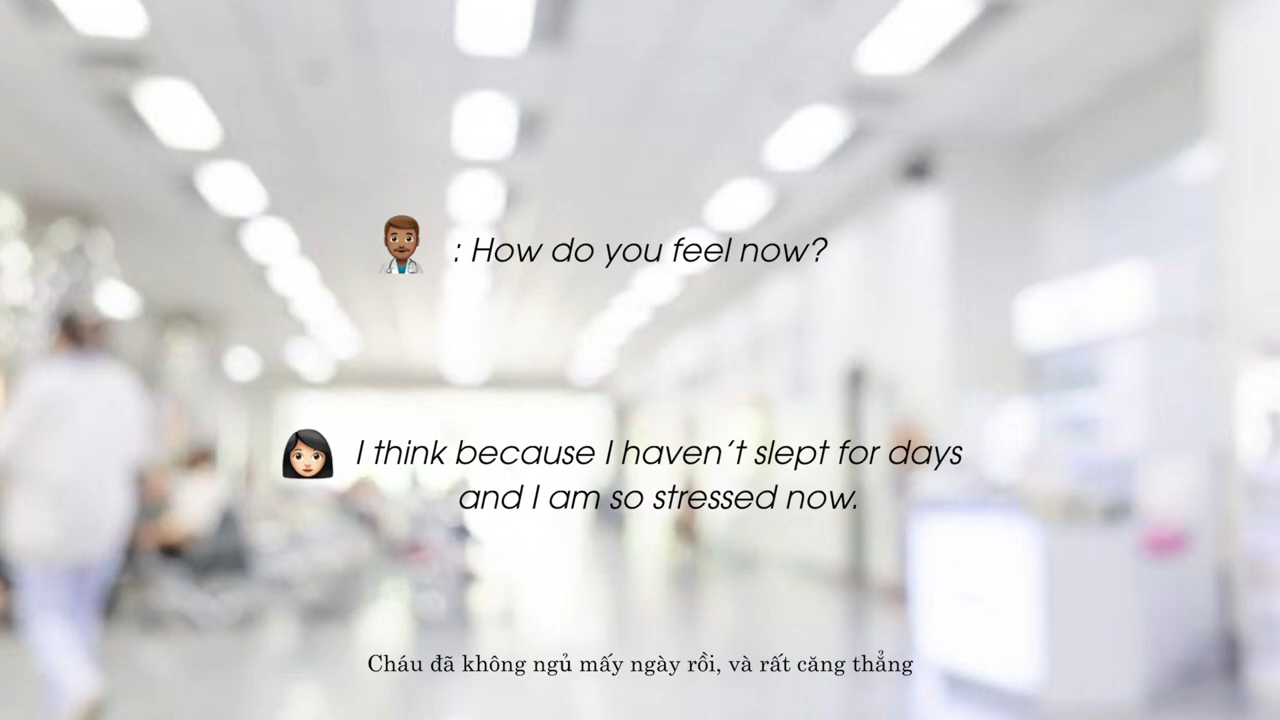 : How do you feel now?
I think because I haven't slept for days
and I am so stressed now.
Cháu đã không ngủ mấy ngày rồi, và rất căng thẳng